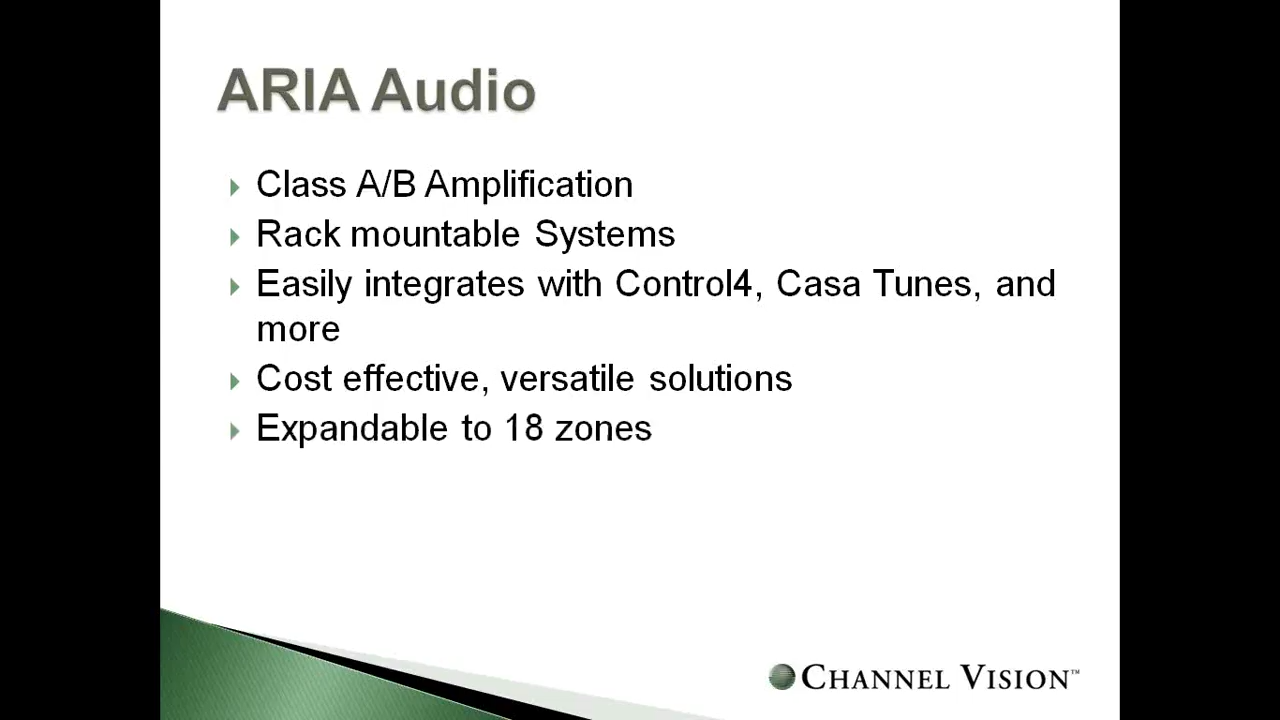 ARIA Audio
Class A/B Amplification
Rack mountable Systems
Easily integrates with Control4, Casa Tunes, and
more
Cost effective, versatile solutions
Expandable to 18 zones
CHANNEL VISION™